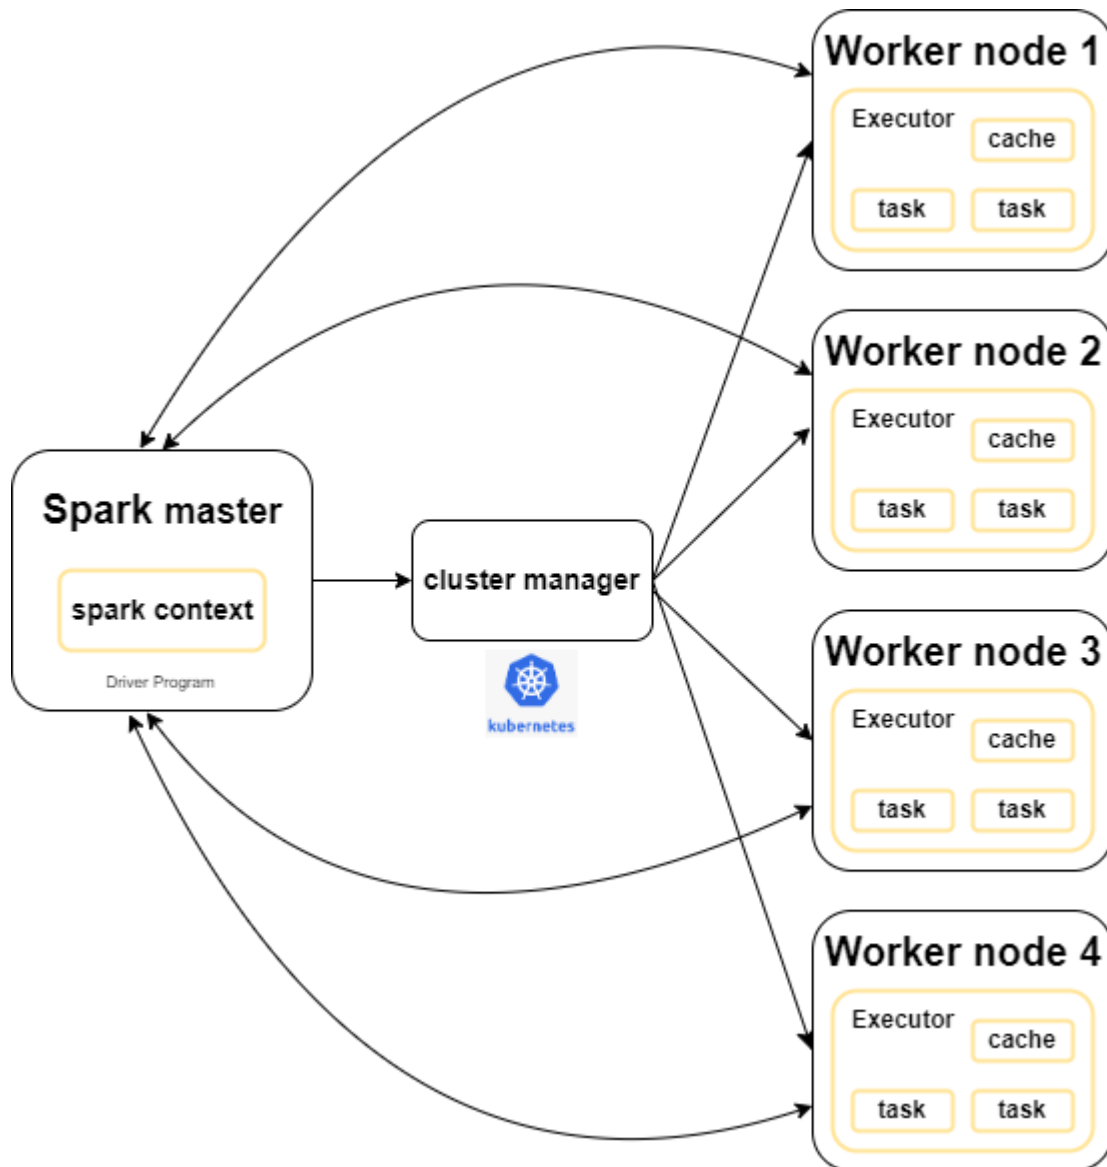 Worker node 1
Executor
cache
task task
Worker node 2
Executor
cache
task task
Spark master
spark context
Driver Program
cluster manager
kubernetes
Worker node 3
Executor
cache
task task
Worker node 4
Executor
cache
task task